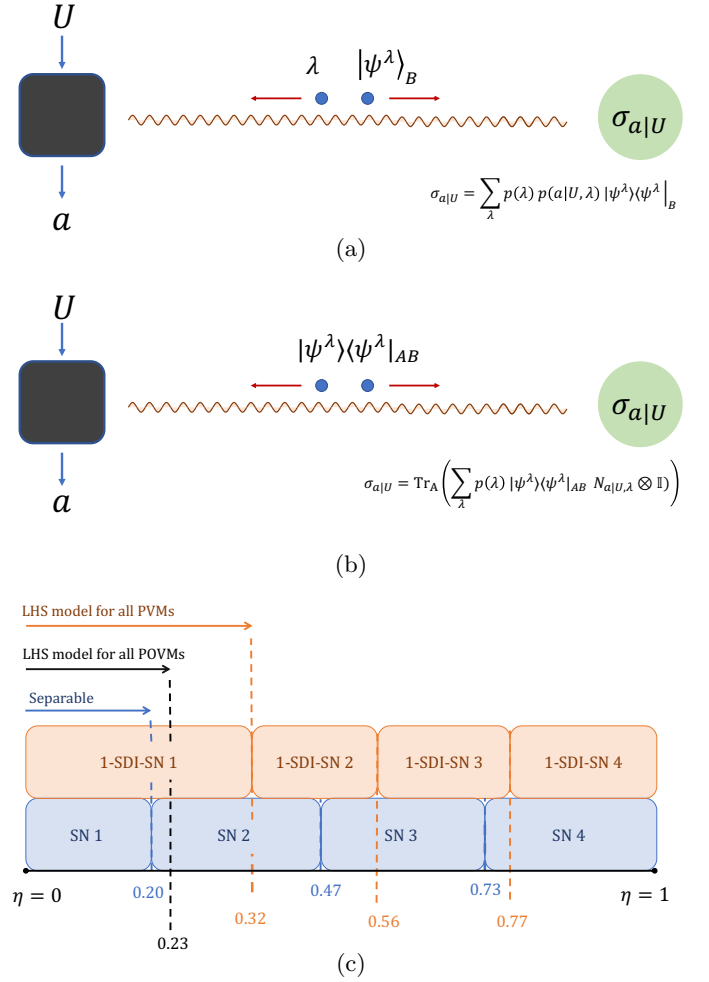 U
λ |ψ^λ⟩_B
σ_{a|U}
a
σ_{a|U} = ∑_λ p(λ) p(a|U, λ) |ψ^λ⟩⟨ψ^λ|_B
(a)
U
|ψ^λ⟩⟨ψ^λ|_{AB}
σ_{a|U}
a
σ_{a|U} = Tr_A(∑_λ p(λ) |ψ^λ⟩⟨ψ^λ|_{AB} N_{a|U,λ} ⊗ 𝕀)
(b)
LHS model for all PVMs
LHS model for all POVMs
Separable
1-SDI-SN 1 1-SDI-SN 2 1-SDI-SN 3 1-SDI-SN 4
SN 1 SN 2 SN 3 SN 4
η = 0 0.20 0.47 0.73 η = 1
0.32 0.56 0.77
0.23
(c)